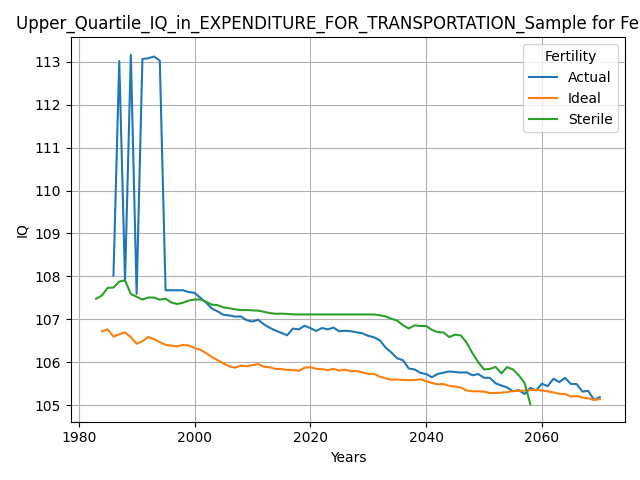 Upper_Quartile_IQ_in_EXPENDITURE_FOR_TRANSPORTATION_Sample for Fe
Fertility
Actual
Ideal
Sterile
113
112
111
110
109
108
107
106
105
IQ
1980
2000
2020
2040
2060
Years